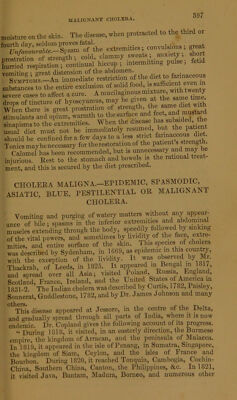 MALIGNANT CHOLERA. 597
moisture on the skin. The disease, when protracted to the third or
fourth day, seldom proves fatal.
Unfavourable.—Spasm of the extremities; convulsions; great
prostration of strength; cold, clammy sweats; anxiety; short
hurried respiration; continual hiccup; intermitting pulse; fetid
vomiting; great distension of the abdomen.
SYMPTOMS.—An immediate restriction of the diet to farinaceous
substances to the entire exclusion of solid food, is sufficient even in
severe cases to affect a cure. A mucilaginous mixture, with twenty
drops of tincture of hyoscyamus, may be given at the same time.
When there is great prostration of strength, the same diet with
stimulants and opium, warmth to the surface and feet, and mustard
sinapisms to the extremities. When the disease has subsided, the
usual diet must not be immediately resumed, but the patient
should be confined for a few days to a less strict farinaceous diet.
Tonics may be necessary for the restoration of the patient's strength.
Calomel has been recommended, but is unnecessary and may be
injurious. Rest to the stomach and bowels is the rational treat-
ment, and this is secured by the diet prescribed.
CHOLERA MALIGNA,—EPIDEMIC, SPASMODIC,
ASIATIC, BLUE, PESTILENTIAL OR MALIGNANT
CHOLERA.
Vomiting and purging of watery matters without any appear-
ance of bile; spasms in the inferior extremities and abdominal
muscles extending through the body, speedily followed by sinking
of the vital powers, and sometimes by lividity of the face, extre-
mities, and entire surface of the skin. This species of cholera
was described by Sydenham, in 1669, as epidemic in this country,
with the exception of the lividity. It was observed by Mr.
Thackrah, of Leeds, in 1825. It appeared in Bengal in 1817,
and spread over all Asia; visited Poland, Russia, England,
Scotland, France, Ireland, and the United States of America in
1831-2. The Indian cholera was described by Curtis, 1782, Paisley,
Sonnerat, Guddlestone, 1782, and by Dr. James Johnson and many
others.
This disease appeared at Jessore, in the centre of the Delta,
and gradually spread through all parts of India, where it is now
endemic. Dr. Copland gives the following account of its progress.
“ During 1818, it visited, in an easterly direction, the Burmese
empire, the kingdom of Arracan, and the peninsula of Malacca.
In 1819, it appeared in the isle of Penang, in Sumatra, Singapore
the kingdom of Siam, Ceylon, and the isles of France and
Bourbon. During 1820, it reached Tonquin, Cambogia, Cochin-
China, Southern China, Canton, the Philippines, &c. In 1821,
it visited Java, Bantam, Madura, Borneo, and numerous other